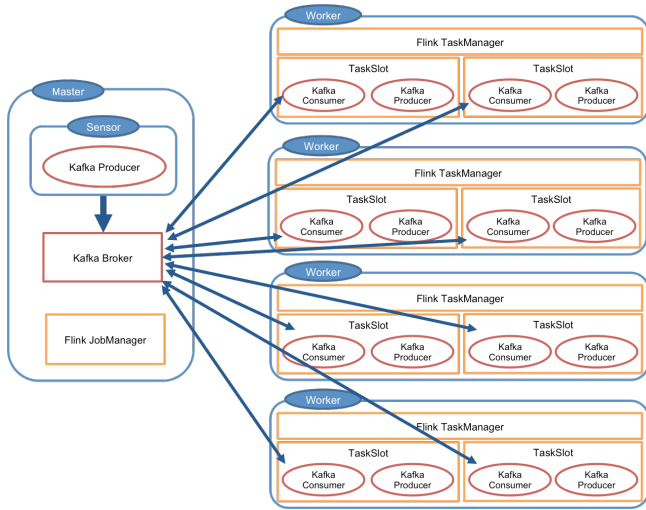 Master
Sensor
Kafka Producer
Kafka Broker
Flink JobManager
Worker
Flink TaskManager
TaskSlot
Kafka
Consumer
Kafka
Producer
TaskSlot
Kafka
Consumer
Kafka
Producer
Worker
Flink TaskManager
TaskSlot
Kafka
Consumer
Kafka
Producer
TaskSlot
Kafka
Consumer
Kafka
Producer
Worker
Flink TaskManager
TaskSlot
Kafka
Consumer
Kafka
Producer
TaskSlot
Kafka
Consumer
Kafka
Producer
Worker
Flink TaskManager
TaskSlot
Kafka
Consumer
Kafka
Producer
TaskSlot
Kafka
Consumer
Kafka
Producer